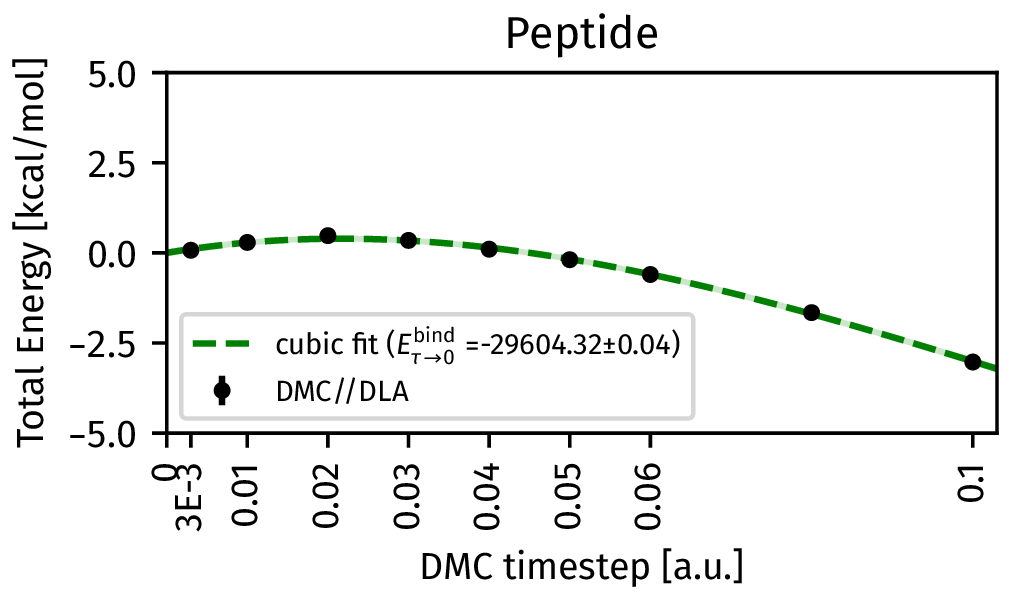 Peptide
Total Energy [kcal/mol]
5.0
2.5
0.0
−2.5
−5.0
cubic fit (E^bind_τ→0 =-29604.32±0.04)
DMC//DLA
0
3E-3
0.01
0.02
0.03
0.04
0.05
0.06
0.1
DMC timestep [a.u.]